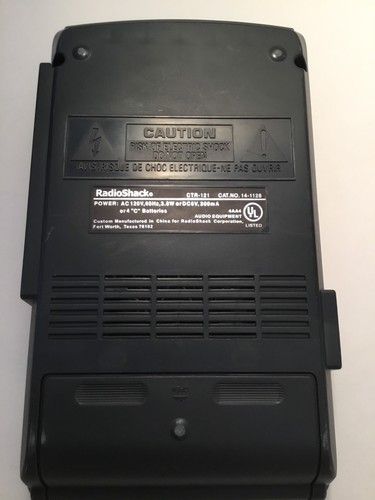 CAUTION
RISK OF ELECTRIC SHOCK
DO NOT OPEN
AVIS: RISQUE DE CHOC ELECTRIQUE-NE PAS OUVRIR
RadioShack® CTR-121 CAT.NO. 14-1128
POWER: AC 120V, 60Hz, 3.5W or DC6V, 300mA
or 4 "C" Batteries
4AA4
AUDIO EQUIPMENT
UL
LISTED
Custom Manufactured in China for RadioShack Corporation,
Fort Worth, Texas 76102